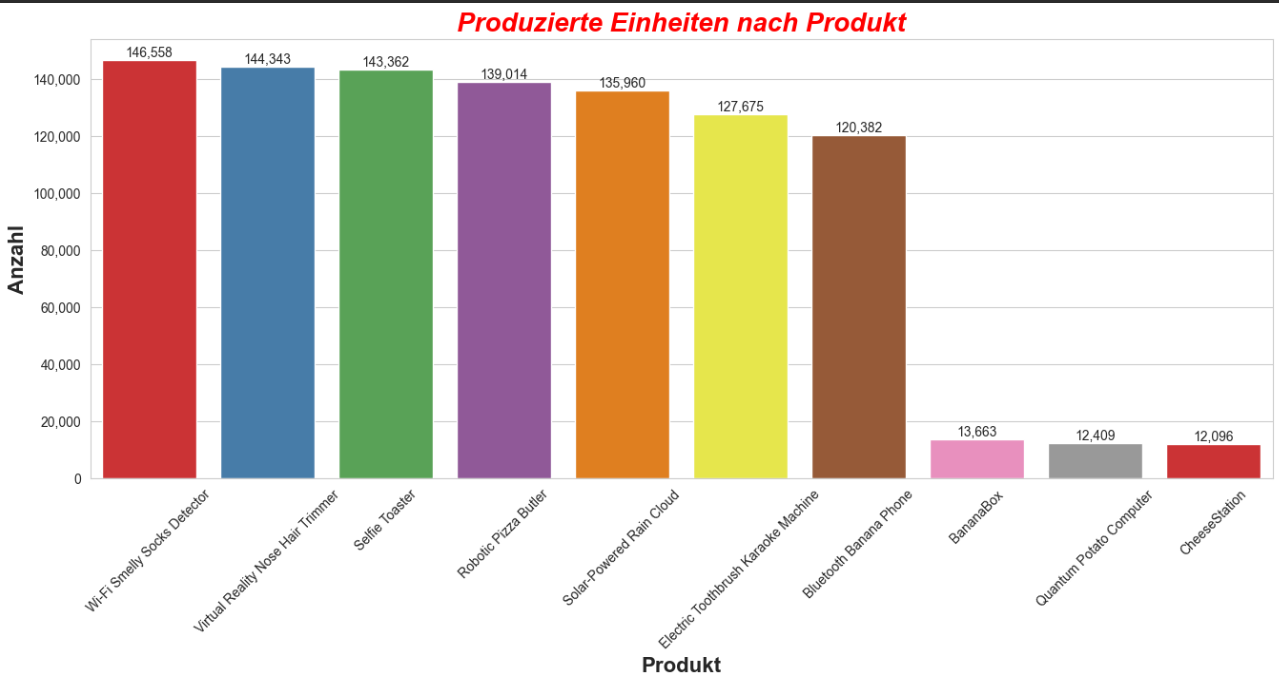 Produzierte Einheiten nach Produkt
146,558
144,343
143,362
139,014
135,960
127,675
120,382
13,663
12,409
12,096
140,000
120,000
100,000
80,000
60,000
40,000
20,000
0
Anzahl
Wi-Fi Smelly Socks Detector
Virtual Reality Nose Hair Trimmer
Selfie Toaster
Robotic Pizza Butler
Solar-Powered Rain Cloud
Electric Toothbrush Karaoke Machine
Bluetooth Banana Phone
BananaBox
Quantum Potato Computer
CheeseStation
Produkt